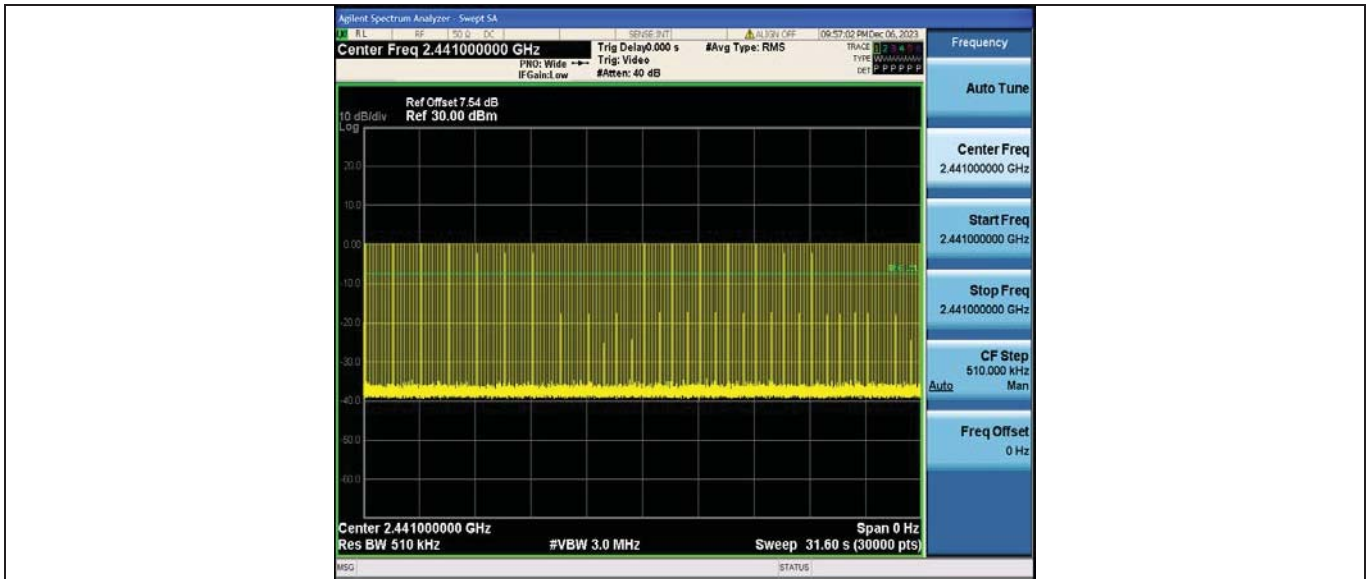 Agilent Spectrum Analyzer - Swept SA
RL RF 50 Ω DC SENSE:INT ALIGN OFF 09:57:02 PM Dec 06, 2023
Center Freq 2.441000000 GHz
Trig Delay0.000 s #Avg Type: RMS
TRACE 1 2 3 4 5 6
PNO: Wide Trig: Video
TYPE
IFGain:Low #Atten: 40 dB
DET P P P P P P
Ref Offset 7.54 dB
10 dB/div Ref 30.00 dBm
Log
20.0
10.0
0.00
-10.0
-20.0
-30.0
-40.0
-50.0
-60.0
Center 2.441000000 GHz Span 0 Hz
Res BW 510 kHz #VBW 3.0 MHz Sweep 31.60 s (30000 pts)
MSG STATUS
Frequency
Auto Tune
Center Freq
2.441000000 GHz
Start Freq
2.441000000 GHz
Stop Freq
2.441000000 GHz
CF Step
510.000 kHz
Auto Man
Freq Offset
0 Hz